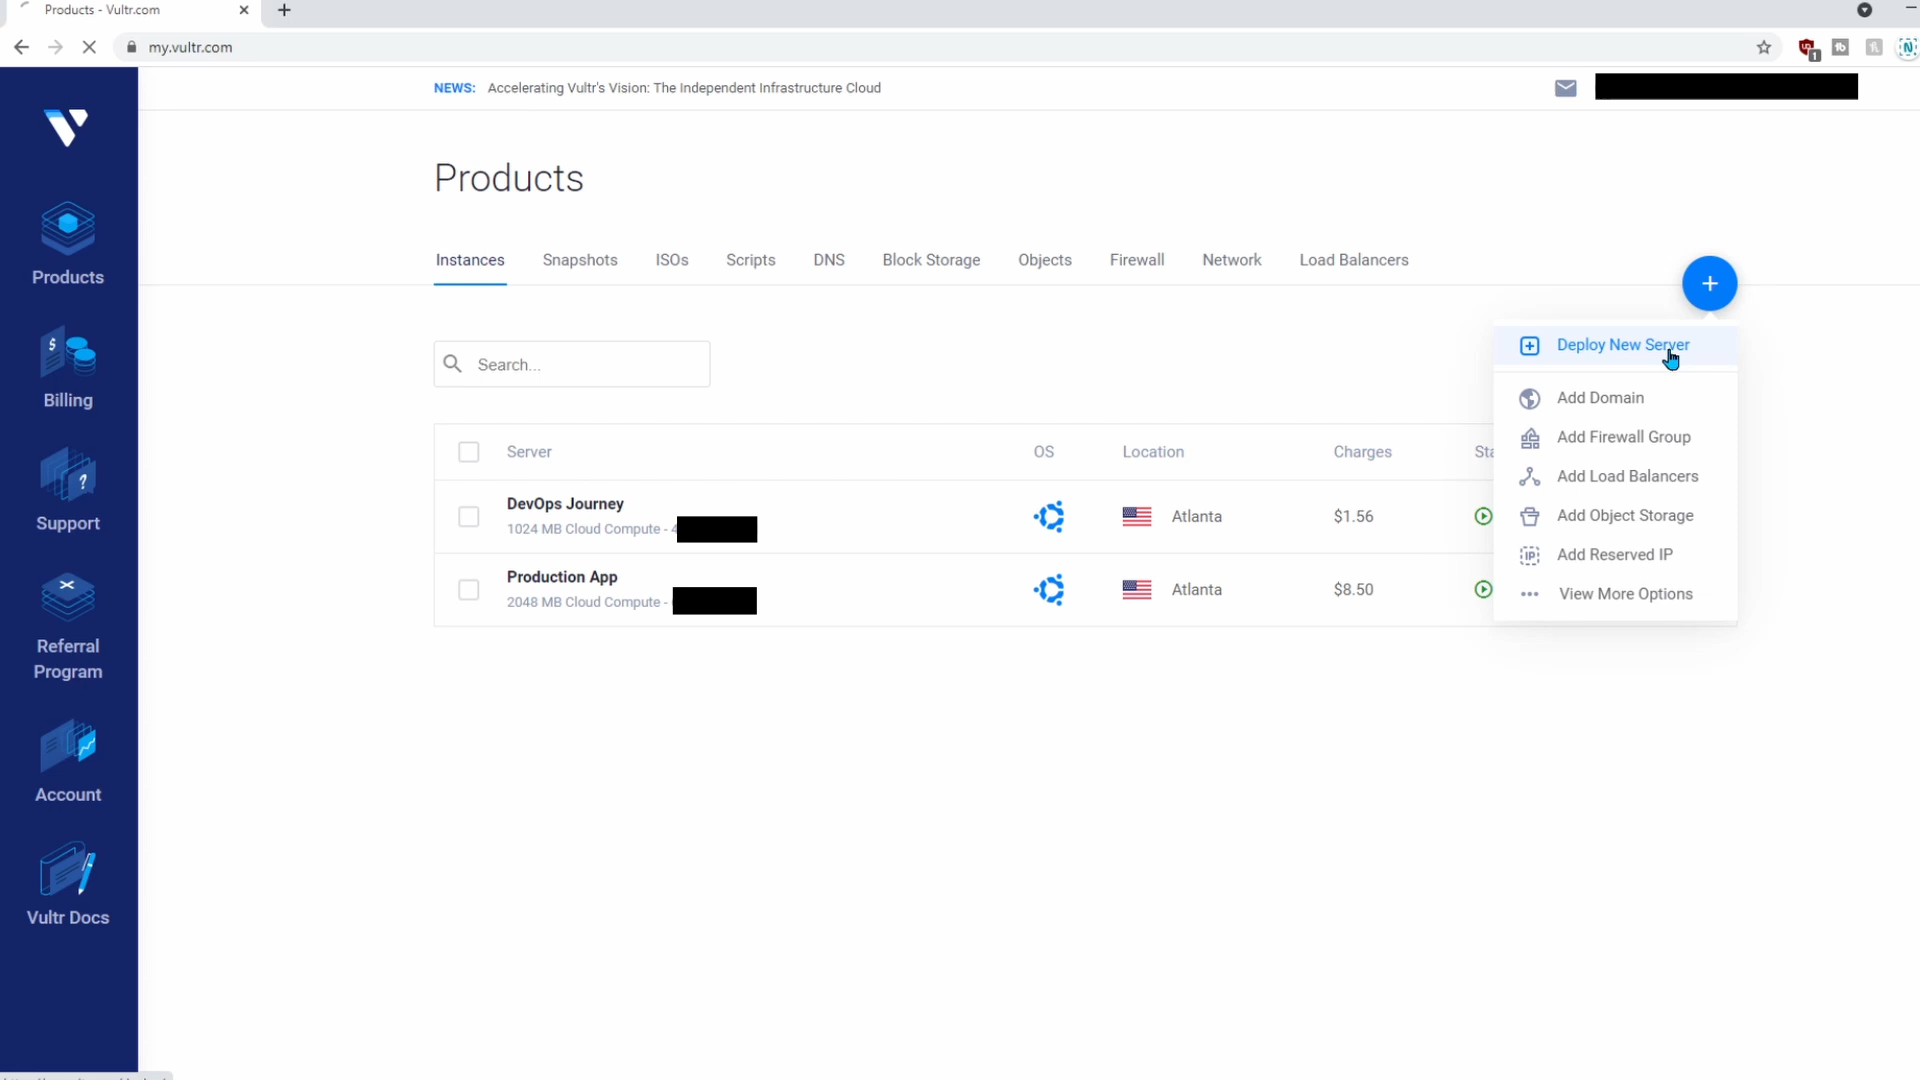 Products - Vultr.com
my.vultr.com
1
NEWS: Accelerating Vultr's Vision: The Independent Infrastructure Cloud
Products
Billing
Support
Referral
Program
Account
Vultr Docs
Products
Instances Snapshots ISOs Scripts DNS Block Storage Objects Firewall Network Load Balancers
Search...
Server OS Location Charges Sta
DevOps Journey
1024 MB Cloud Compute - 4
Atlanta $1.56
Production App
2048 MB Cloud Compute -
Atlanta $8.50
Deploy New Server
Add Domain
Add Firewall Group
Add Load Balancers
Add Object Storage
IP Add Reserved IP
View More Options